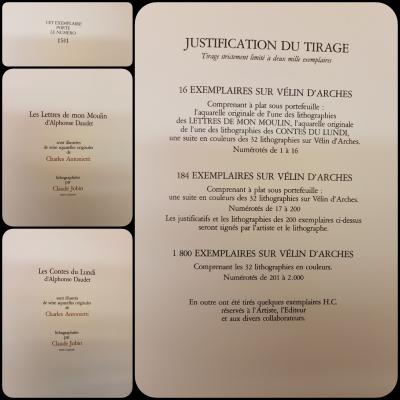 CET EXEMPLAIRE
PORTE
LE NUMERO
1501
Les Lettres de mon Moulin
d'Alphonse Daudet
sont illustrées
de seize aquarelles originales
de
Charles Antonietti
lithographiées
par
Claude Jobin
Les Contes du Lundi
d'Alphonse Daudet
sont illustrés
de seize aquarelles originales
de
Charles Antonietti
lithographiées
par
Claude Jobin
JUSTIFICATION DU TIRAGE
Tirage strictement limité à deux mille exemplaires
16 EXEMPLAIRES SUR VÉLIN D'ARCHES
Comprenant à plat sous portefeuille :
l'aquarelle originale de l'une des lithographies
des LETTRES DE MON MOULIN, l'aquarelle originale
de l'une des lithographies des CONTES DU LUNDI,
une suite en couleurs des 32 lithographies sur Vélin d'Arches.
Numérotés de 1 à 16
184 EXEMPLAIRES SUR VÉLIN D'ARCHES
Comprenant à plat sous portefeuille :
une suite en couleurs des 32 lithographies sur Vélin d'Arches.
Numérotés de 17 à 200
Les justificatifs et les lithographies des 200 exemplaires ci-dessus
seront signés par l'artiste et le lithographe.
1 800 EXEMPLAIRES SUR VÉLIN D'ARCHES
Comprenant les 32 lithographies en couleurs.
Numérotés de 201 à 2.000
En outre ont été tirés quelques exemplaires H.C.
réservés à l'Artiste, l'Editeur
et aux divers collaborateurs.